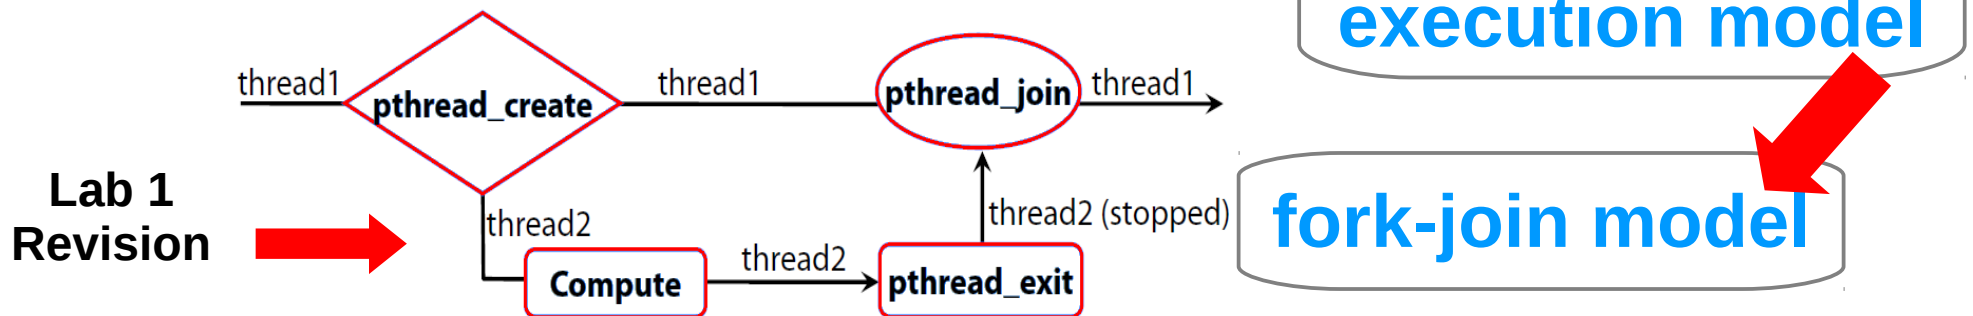 execution model
thread1
pthread_create
thread1
pthread_join
thread1
Lab 1
Revision
thread2
thread2 (stopped)
fork-join model
Compute
thread2
pthread_exit